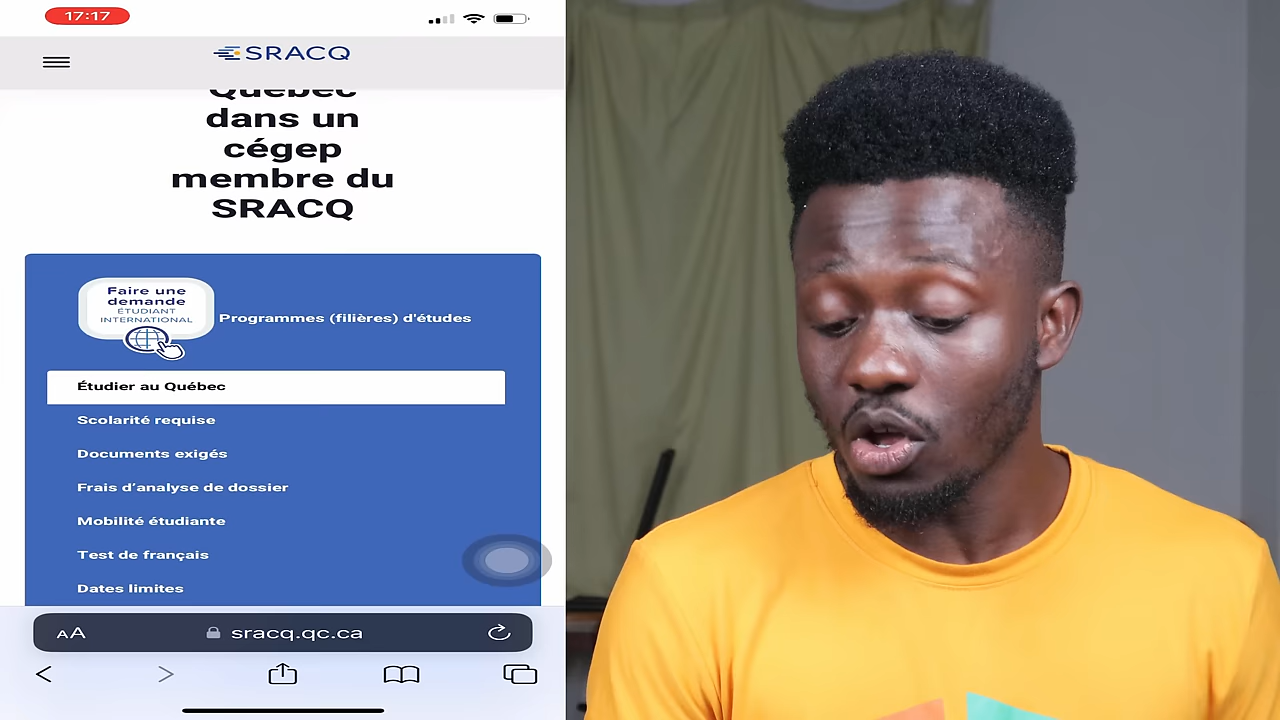 17:17
SRACQ
Québec
dans un
cégep
membre du
SRACQ
Faire une
demande
ÉTUDIANT
INTERNATIONAL
Programmes (filières) d'études
Étudier au Québec
Scolarité requise
Documents exigés
Frais d’analyse de dossier
Mobilité étudiante
Test de français
Dates limites
AA
sracq.qc.ca